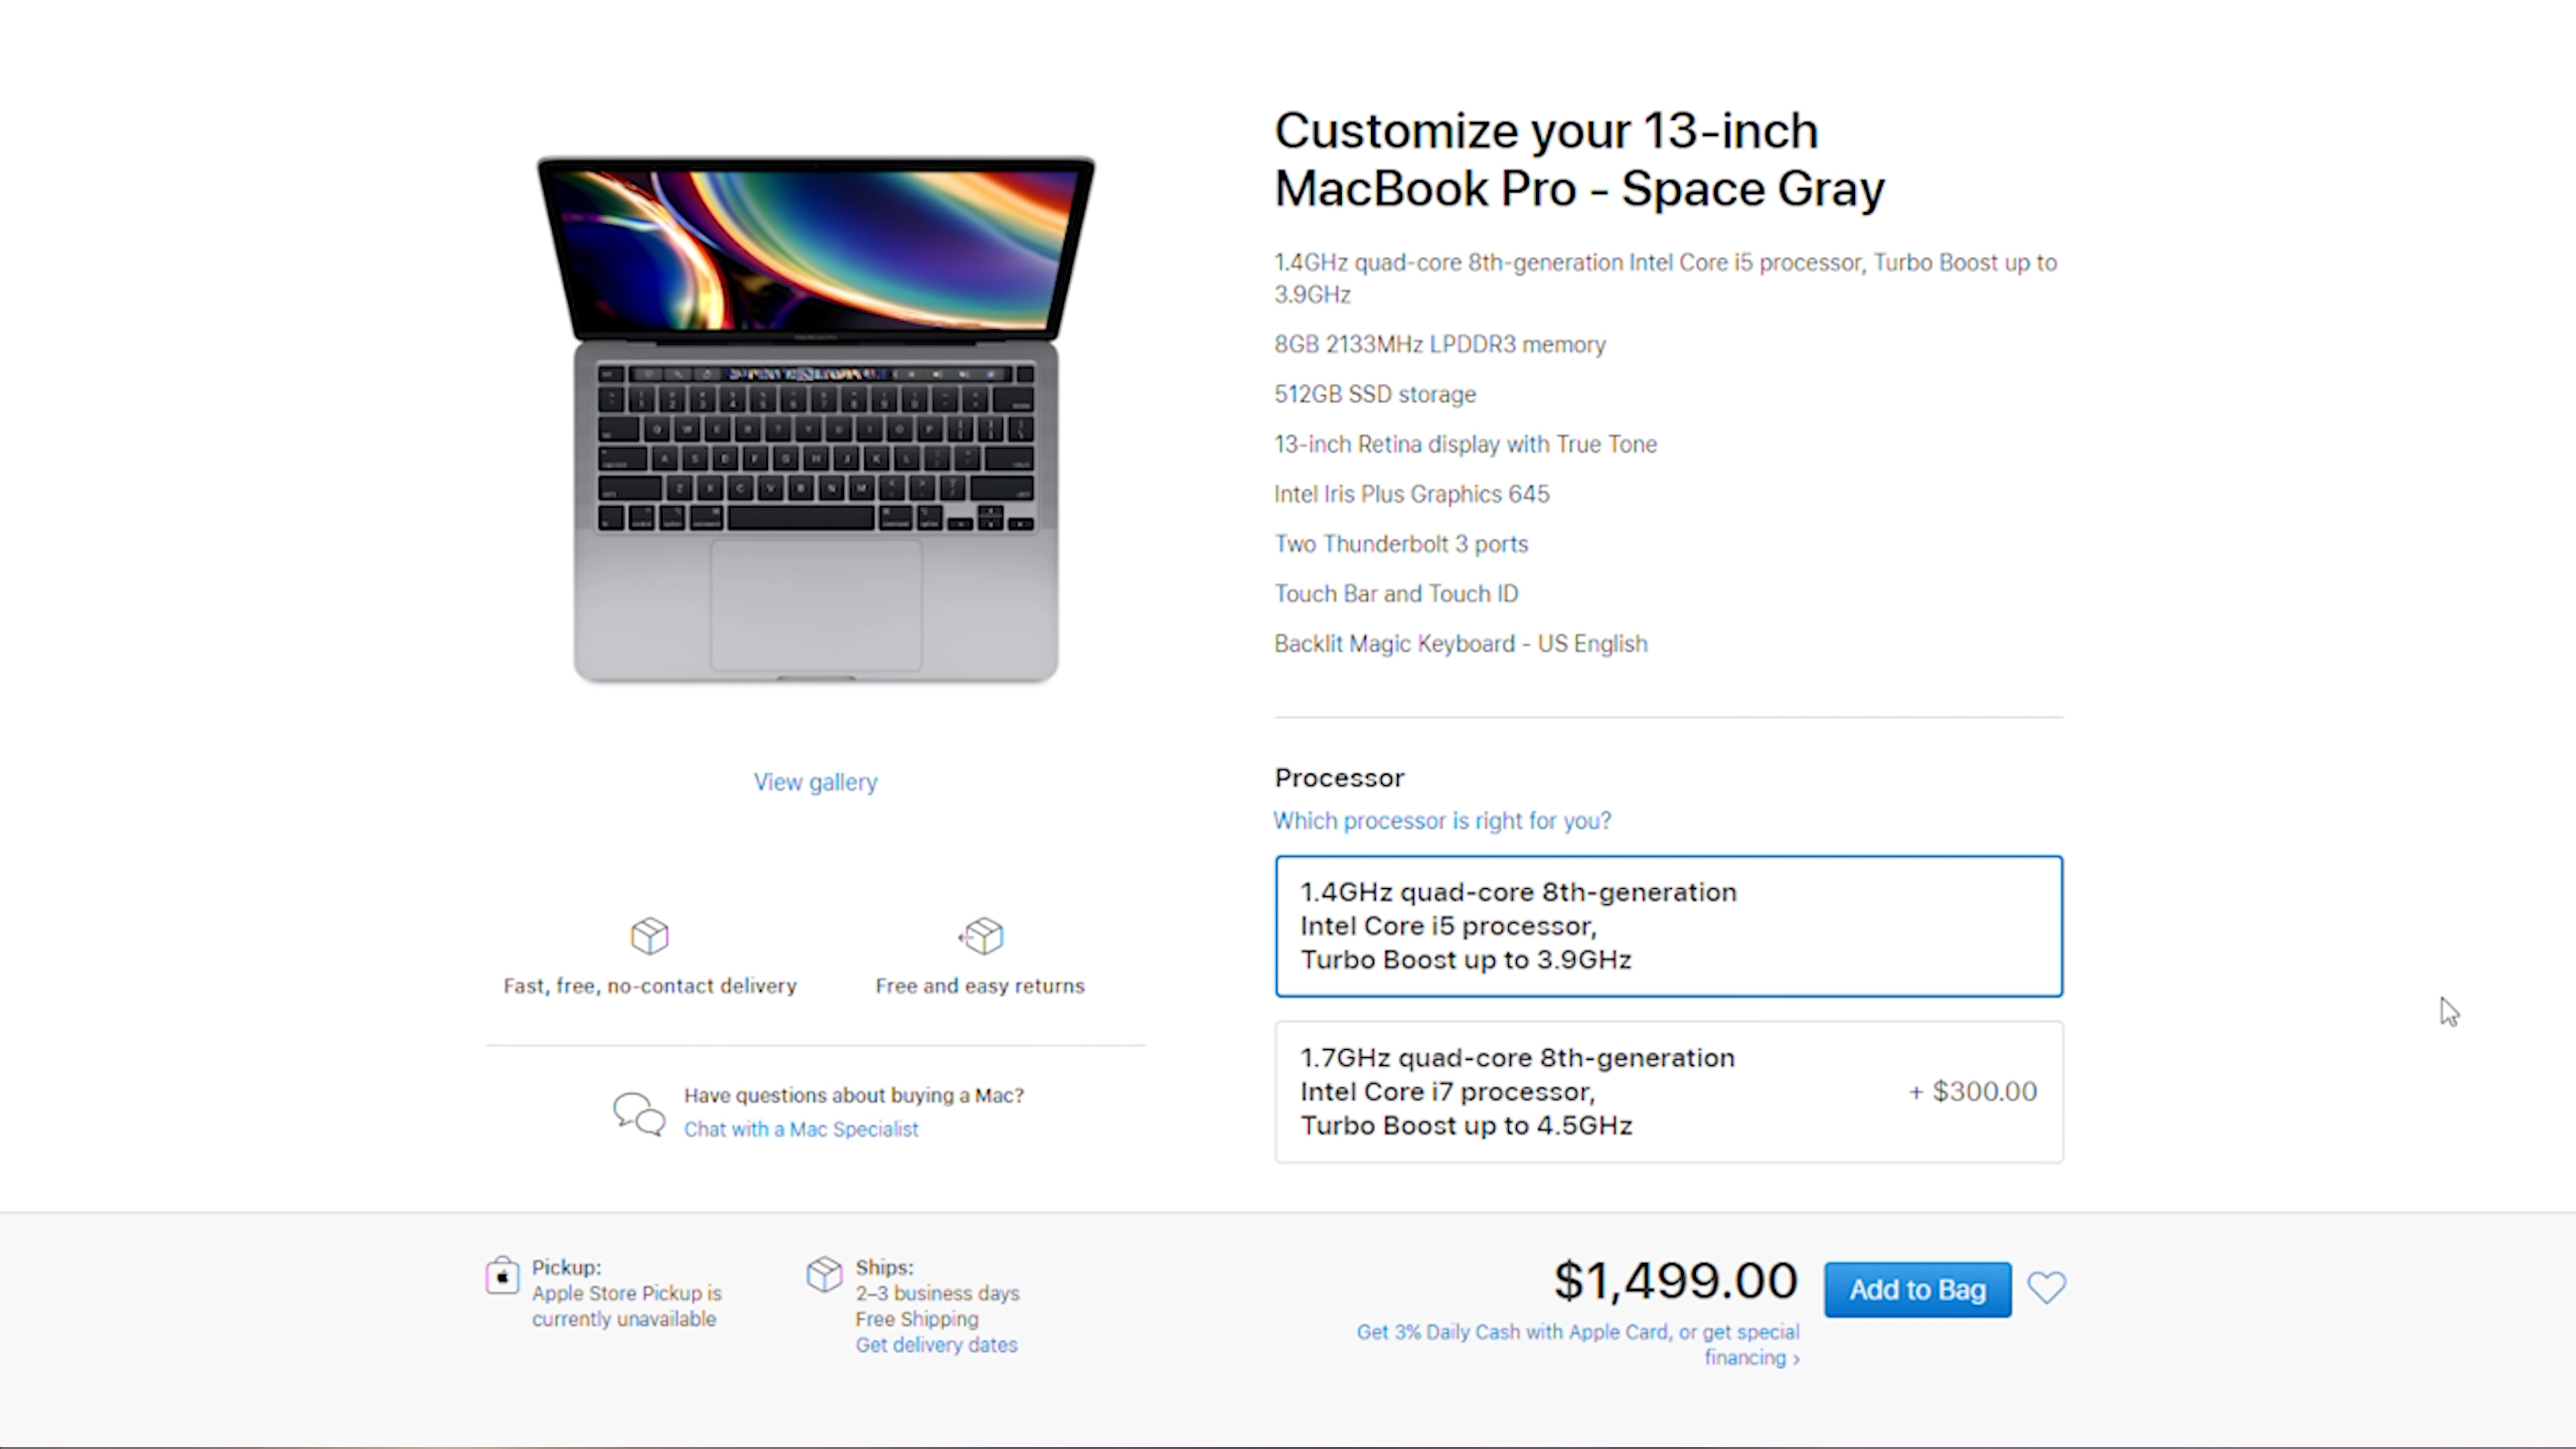 Customize your 13-inch
MacBook Pro - Space Gray
1.4GHz quad-core 8th-generation Intel Core i5 processor, Turbo Boost up to
3.9GHz
8GB 2133MHz LPDDR3 memory
512GB SSD storage
13-inch Retina display with True Tone
Intel Iris Plus Graphics 645
Two Thunderbolt 3 ports
Touch Bar and Touch ID
Backlit Magic Keyboard - US English
View gallery
Fast, free, no-contact delivery
Free and easy returns
Have questions about buying a Mac?
Chat with a Mac Specialist
Processor
Which processor is right for you?
1.4GHz quad-core 8th-generation
Intel Core i5 processor,
Turbo Boost up to 3.9GHz
1.7GHz quad-core 8th-generation
Intel Core i7 processor,
Turbo Boost up to 4.5GHz
+ $300.00
Pickup:
Apple Store Pickup is
currently unavailable
Ships:
2–3 business days
Free Shipping
Get delivery dates
$1,499.00
Add to Bag
Get 3% Daily Cash with Apple Card, or get special
financing ›